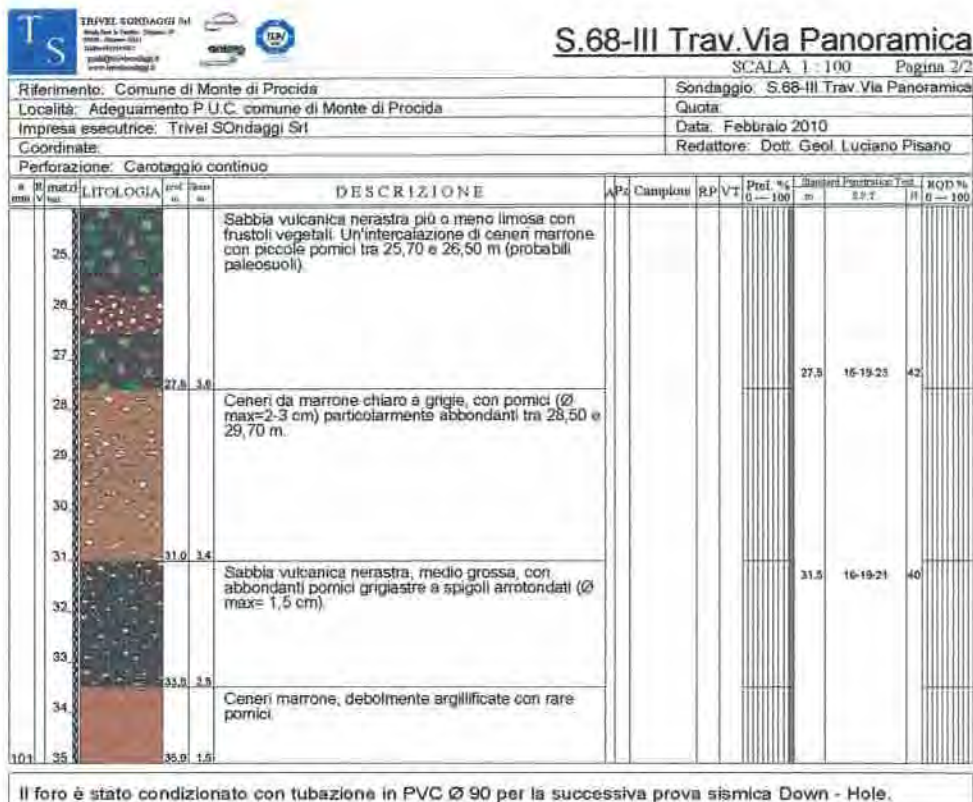 TS
TRIVEL SONDAGGI Srl
TUV
S.68-III Trav.Via Panoramica
SCALA 1 : 100 Pagina 2/2
Riferimento: Comune di Monte di Procida
Sondaggio: S.68-III Trav.Via Panoramica
Località: Adeguamento P.U.C. comune di Monte di Procida
Quota:
Impresa esecutrice: Trivel SOndaggi Srl
Data: Febbraio 2010
Coordinate:
Redattore: Dott. Geol. Luciano Pisano
Perforazione: Carotaggio continuo
LITOLOGIA prof. m DESCRIZIONE A Pz Campioni RP VT Prel. % 0 --- 100 Standard Penetration Test m S.P.T. N RQD % 0 --- 100
Sabbia vulcanica nerastra più o meno limosa con
frustoli vegetali. Un'intercalazione di ceneri marrone
con piccole pomici tra 25,70 e 26,50 m (probabili
paleosuoli).
25
26
27
27.5 16-19-23 42
27.6 3.6
Ceneri da marrone chiaro a grigie, con pomici (Ø
max=2-3 cm) particolarmente abbondanti tra 28,50 e
29,70 m.
28
29
30
31
31.0 3.4
Sabbia vulcanica nerastra, medio grossa, con
abbondanti pomici grigiastre a spigoli arrotondati (Ø
max= 1,5 cm).
31.5 16-19-21 40
32
33
33.5 2.5
Ceneri marrone, debolmente argillificate con rare
pomici.
34
101 35 1.5
Il foro è stato condizionato con tubazione in PVC Ø 90 per la successiva prova sismica Down - Hole.